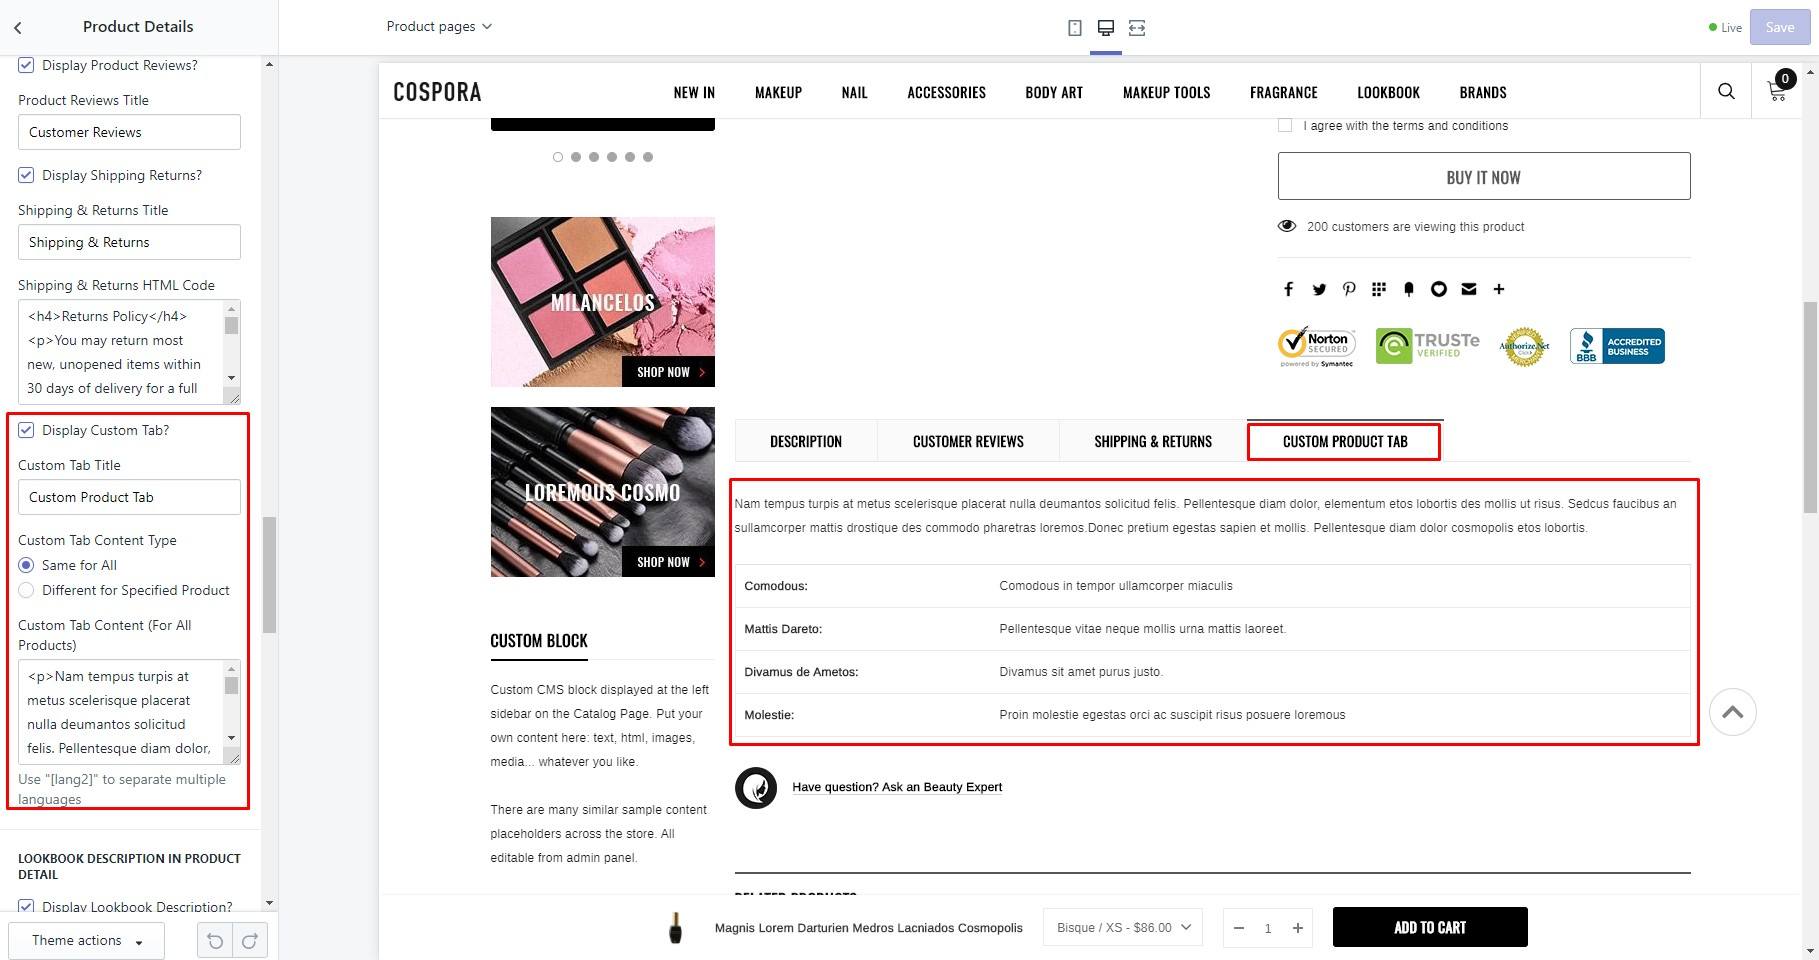 Product Details
Product pages
Live
Save
Display Product Reviews?
Product Reviews Title
Customer Reviews
Display Shipping Returns?
Shipping & Returns Title
Shipping & Returns
Shipping & Returns HTML Code
<h4>Returns Policy</h4>
<p>You may return most
new, unopened items within
30 days of delivery for a full
Display Custom Tab?
Custom Tab Title
Custom Product Tab
Custom Tab Content Type
Same for All
Different for Specified Product
Custom Tab Content (For All
Products)
<p>Nam tempus turpis at
metus scelerisque placerat
nulla deumantos solicitud
felis. Pellentesque diam dolor,
Use "[lang2]" to separate multiple
languages
LOOKBOOK DESCRIPTION IN PRODUCT
DETAIL
Display Lookbook Description?
Theme actions
COSPORA
NEW IN
MAKEUP
NAIL
ACCESSORIES
BODY ART
MAKEUP TOOLS
FRAGRANCE
LOOKBOOK
BRANDS
0
MILANCELOS
SHOP NOW
LOREMOUS COSMO
SHOP NOW
CUSTOM BLOCK
Custom CMS block displayed at the left
sidebar on the Catalog Page. Put your
own content here: text, html, images,
media... whatever you like.
There are many similar sample content
placeholders across the store. All
editable from admin panel.
I agree with the terms and conditions
BUY IT NOW
200 customers are viewing this product
Norton
SECURED
powered by Symantec
TRUSTe
VERIFIED
Authorize.Net
Click
BBB
ACCREDITED
BUSINESS
DESCRIPTION
CUSTOMER REVIEWS
SHIPPING & RETURNS
CUSTOM PRODUCT TAB
Nam tempus turpis at metus scelerisque placerat nulla deumantos solicitud felis. Pellentesque diam dolor, elementum etos lobortis des mollis ut risus. Sedcus faucibus an
sullamcorper mattis drostique des commodo pharetras loremos.Donec pretium egestas sapien et mollis. Pellentesque diam dolor cosmopolis etos lobortis.
Comodous: Comodous in tempor ullamcorper miaculis
Mattis Dareto: Pellentesque vitae neque mollis urna mattis laoreet.
Divamus de Ametos: Divamus sit amet purus justo.
Molestie: Proin molestie egestas orci ac suscipit risus posuere loremous
Have question? Ask an Beauty Expert
RELATED PRODUCTS
Magnis Lorem Darturien Medros Lacniados Cosmopolis
Bisque / XS - $86.00
1
ADD TO CART